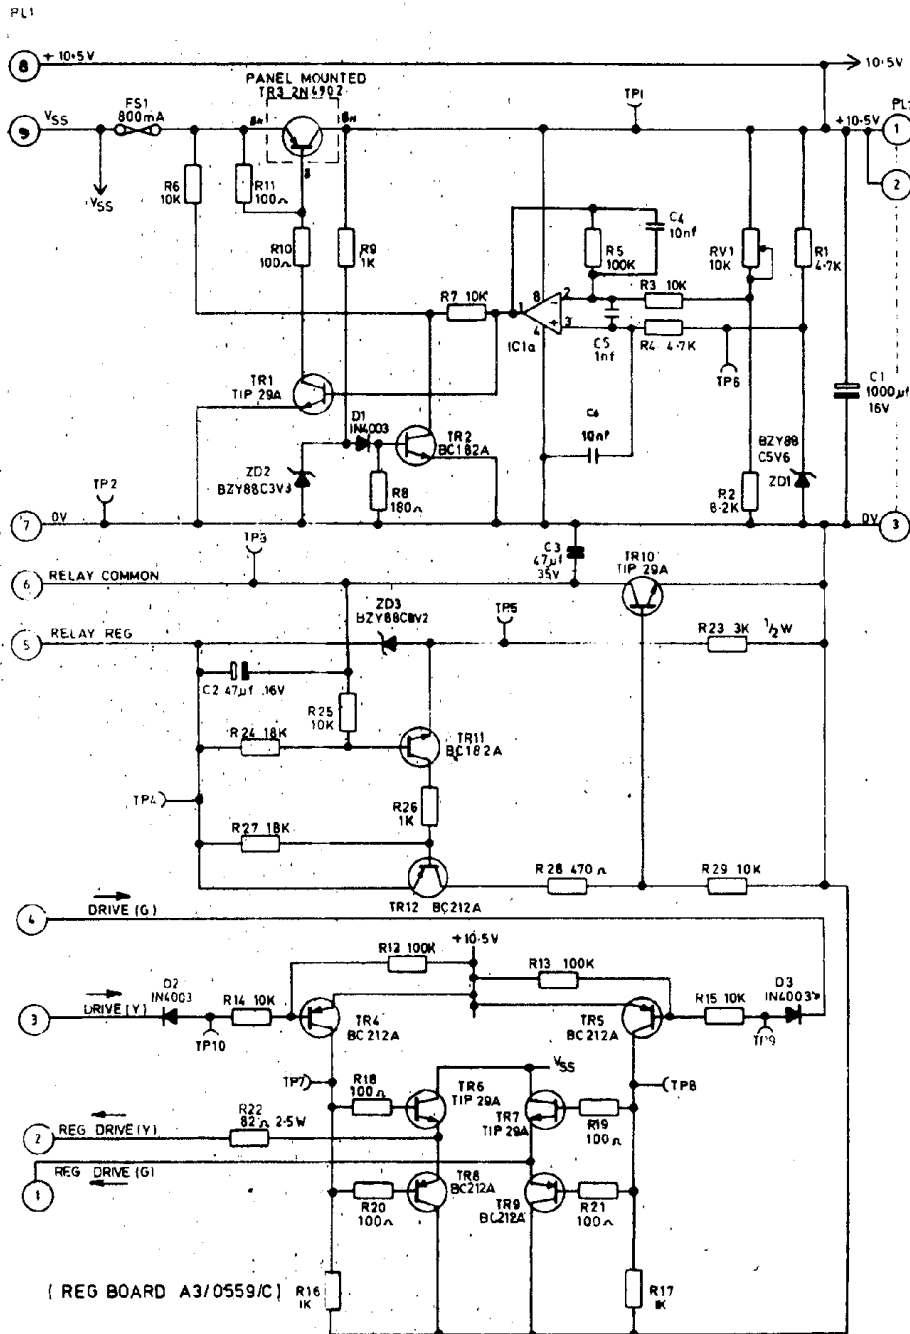 PL1
8
+ 10·5V
10·5V
PANEL MOUNTED
TR3 2N4902
TP1
FS1
800mA
9
VSS
+10·5V
PL
1
2
VSS
R6
10K
R11
100Ω
R10
100Ω
R9
1K
R5
100K
C4
10nf
RV1
10K
R1
4·7K
R7 10K
8
1
2
3
IC1a
R3 10K
C5
1nf
R4 4.7K
TP6
C1
1000µf
16V
TR1
TIP 29A
D1
IN4003
TR2
BC182A
C6
10nf
BZY88
C5V6
ZD1
ZD2
BZY88C3V3
R8
180Ω
R2
8·2K
TP2
7
0V
0V
3
TP3
C3
47µf
35V
TR10
TIP 29A
6
RELAY COMMON
ZD3
BZY88C8V2
TP5
5
RELAY REG
R23 3K 1/2W
C2 47µf .16V
R25
10K
R24 18K
TR11
BC182A
TP4
R26
1K
R27 18K
R28 470Ω
R29 10K
TR12 BC212A
4
DRIVE (G)
+10·5V
R12 100K
R13 100K
D2
IN4003
R14 10K
3
DRIVE (Y)
TR4
BC212A
TR5
BC212A
R15 10K
D3
IN4003
TP10
TP9
VSS
TP7
R18
100Ω
TR6
TIP 29A
TR7
TIP 29A
R19
100Ω
TP8
R22
82Ω 2·5W
2
REG DRIVE (Y)
REG DRIVE (G)
1
TR8
BC212A
TR9
BC212A
R20
100Ω
R21
100Ω
( REG BOARD A3/0559/C )
R16
1K
R17
1K